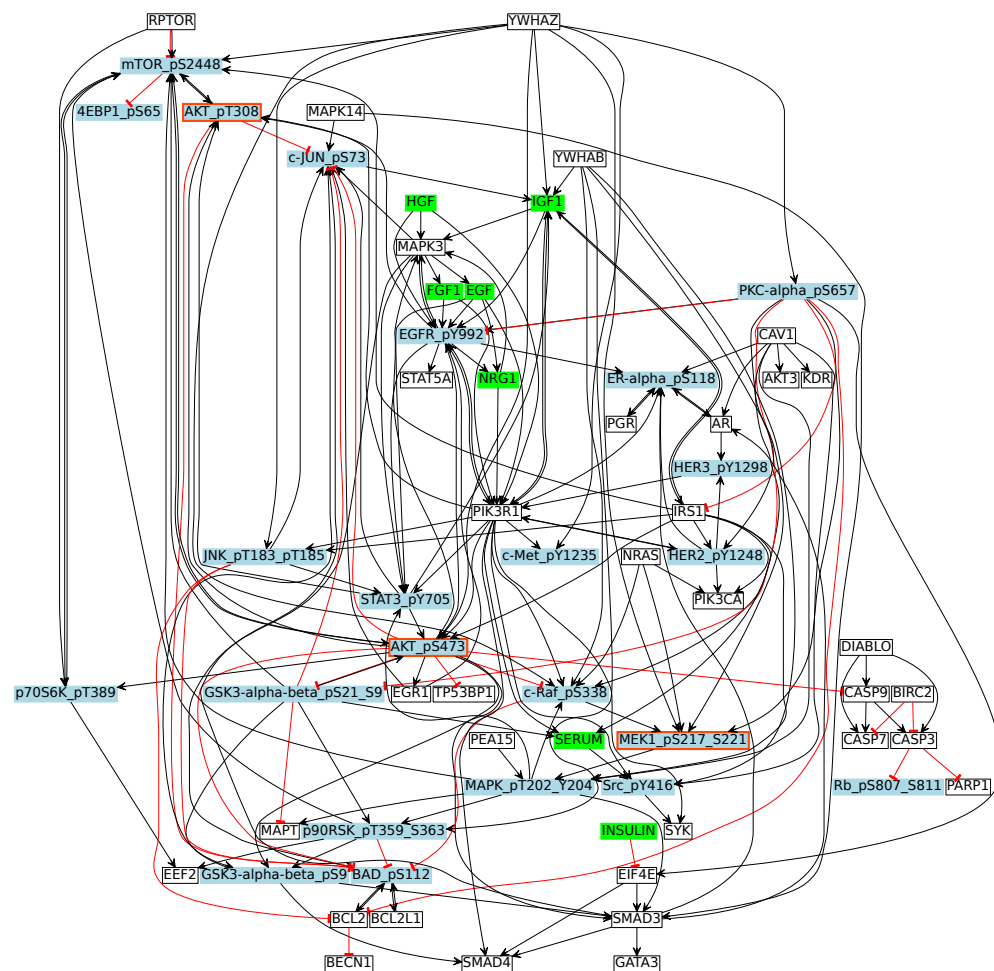 RPTOR
YWHAZ
mTOR_pS2448
4EBP1_pS65
AKT_pT308
MAPK14
c-JUN_pS73
YWHAB
HGF
IGF1
MAPK3
FGF1
EGF
PKC-alpha_pS657
EGFR_pY992
CAV1
STAT5A
NRG1
ER-alpha_pS118
AKT3
KDR
PGR
AR
HER3_pY1298
PIK3R1
IRS1
JNK_pT183_pT185
c-Met_pY1235
NRAS
HER2_pY1248
STAT3_pY705
PIK3CA
AKT_pS473
DIABLO
p70S6K_pT389
GSK3-alpha-beta_pS21_S9
EGR1
TP53BP1
c-Raf_pS338
CASP9
BIRC2
PEA15
SERUM
MEK1_pS217_S221
CASP7
CASP3
MAPK_pT202_Y204
Src_pY416
Rb_pS807_S811
PARP1
MAPT
p90RSK_pT359_S363
INSULIN
SYK
EEF2
GSK3-alpha-beta_pS9
BAD_pS112
EIF4E
BCL2
BCL2L1
SMAD3
BECN1
SMAD4
GATA3